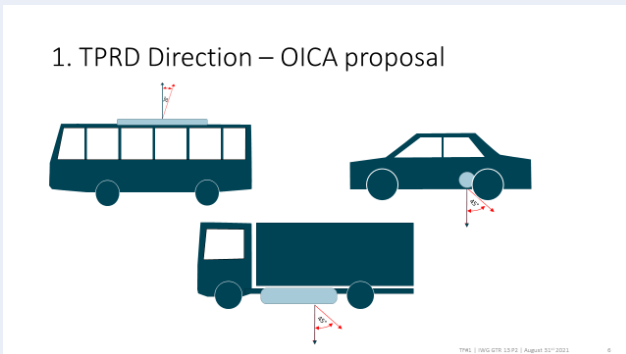 1. TPRD Direction – OICA proposal
45°
45°
TF#1 | IWG GTR 13 P2 | August 31st 2021
6